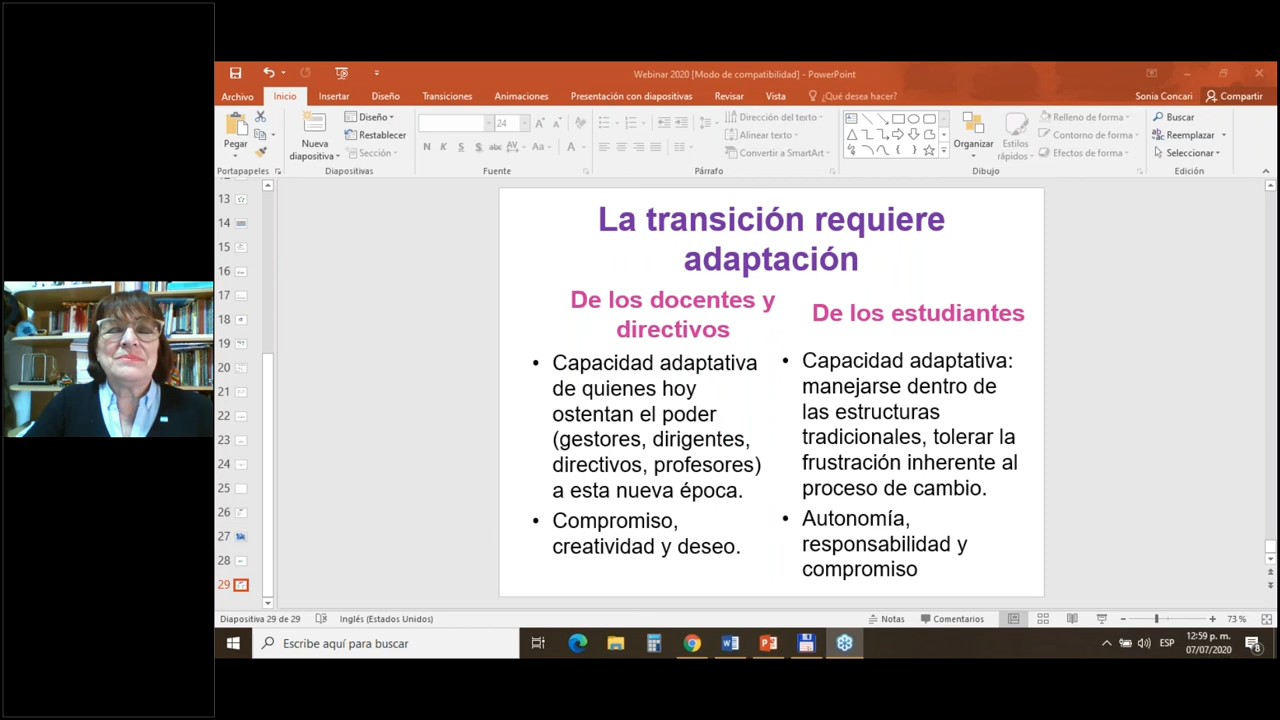 Webinar 2020 [Modo de compatibilidad] - PowerPoint
Archivo Inicio Insertar Diseño Transiciones Animaciones Presentación con diapositivas Revisar Vista ¿Qué desea hacer? Sonia Concari Compartir
Pegar
Nueva diapositiva
Diseño
Restablecer
Sección
24
N K S abc AV Aa A
Dirección del texto
Alinear texto
Convertir a SmartArt
Organizar
Estilos rápidos
Relleno de forma
Contorno de forma
Efectos de forma
Buscar
Reemplazar
Seleccionar
Portapapeles Diapositivas Fuente Párrafo Dibujo Edición
13
14
15
16
17
18
19
20
21
22
23
24
25
26
27
28
29
La transición requiere
adaptación
De los docentes y
directivos
• Capacidad adaptativa
de quienes hoy
ostentan el poder
(gestores, dirigentes,
directivos, profesores)
a esta nueva época.
• Compromiso,
creatividad y deseo.
De los estudiantes
• Capacidad adaptativa:
manejarse dentro de
las estructuras
tradicionales, tolerar la
frustración inherente al
proceso de cambio.
• Autonomía,
responsabilidad y
compromiso
Diapositiva 29 de 29 Inglés (Estados Unidos) Notas Comentarios 73 %
Escribe aquí para buscar
ESP
12:59 p. m.
07/07/2020
8